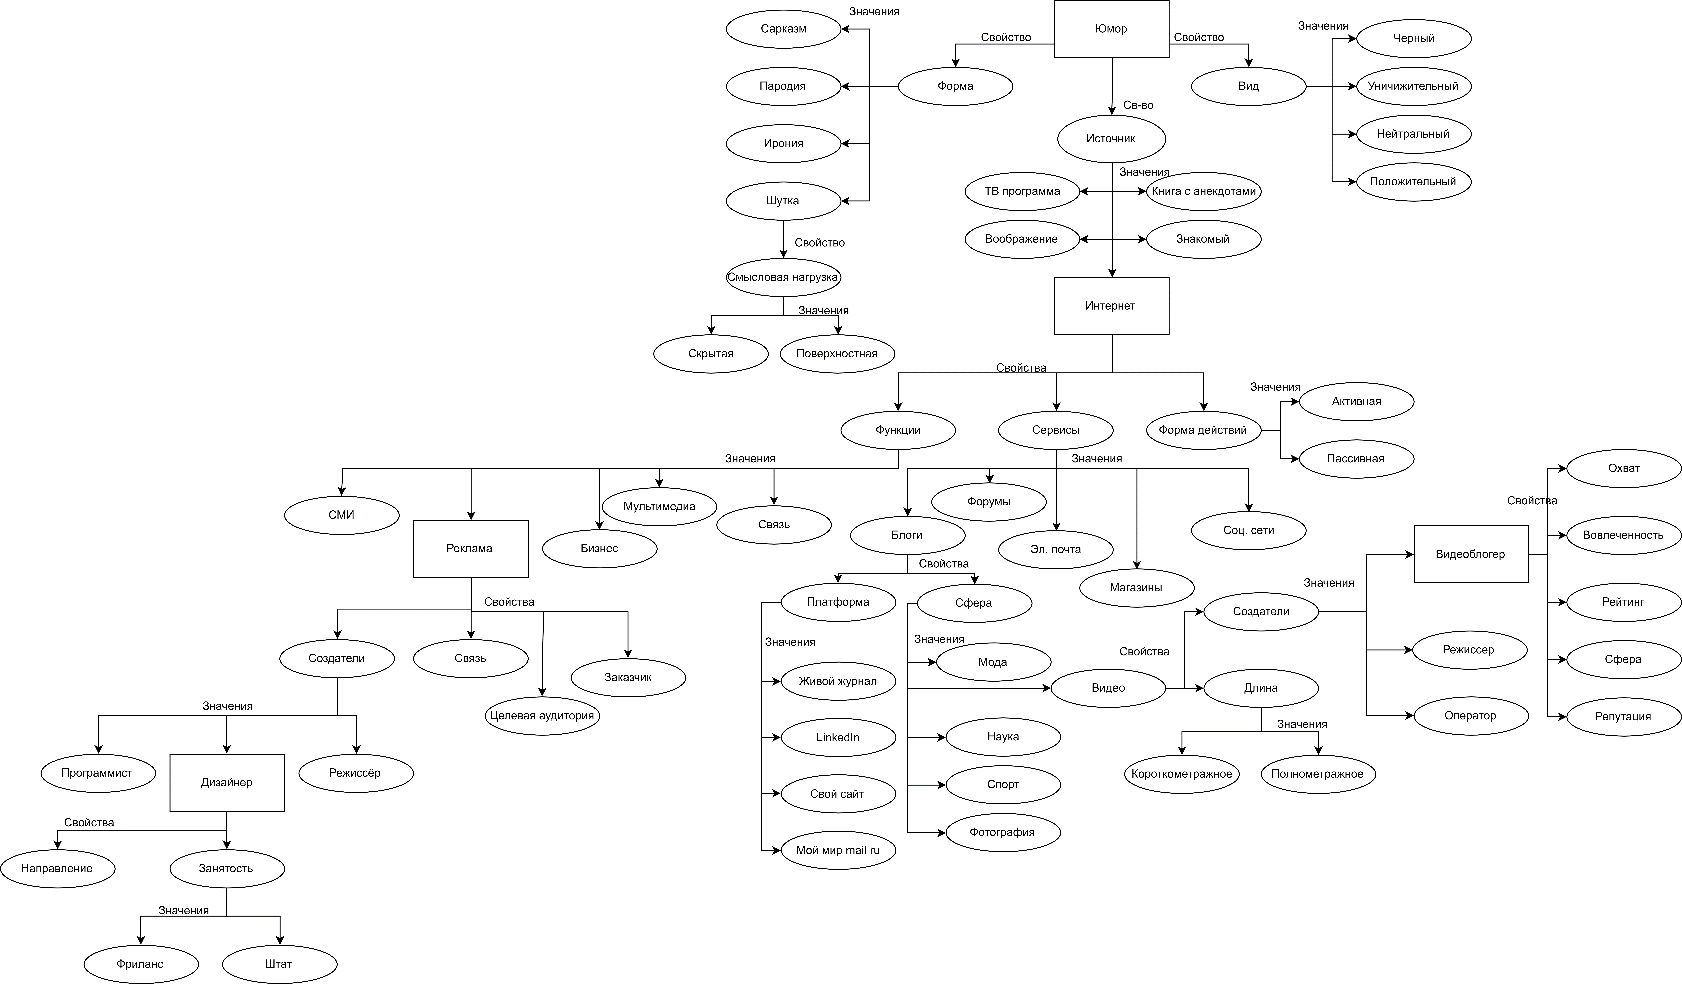 Юмор
Свойство
Свойство
Св-во
Форма
Значения
Сарказм
Пародия
Ирония
Шутка
Свойство
Смысловая нагрузка
Значения
Скрытая
Поверхностная
Вид
Значения
Черный
Уничижительный
Нейтральный
Положительный
Источник
Значения
ТВ программа
Книга с анекдотами
Воображение
Знакомый
Интернет
Свойства
Функции
Сервисы
Форма действий
Значения
Активная
Пассивная
Значения
СМИ
Реклама
Бизнес
Мультимедиа
Связь
Значения
Блоги
Форумы
Эл. почта
Магазины
Соц. сети
Свойства
Создатели
Связь
Целевая аудитория
Заказчик
Значения
Программист
Дизайнер
Режиссёр
Свойства
Направление
Занятость
Значения
Фриланс
Штат
Свойства
Платформа
Сфера
Значения
Живой журнал
LinkedIn
Свой сайт
Мой мир mail ru
Значения
Мода
Видео
Наука
Спорт
Фотография
Свойства
Создатели
Длина
Значения
Короткометражное
Полнометражное
Значения
Видеоблогер
Режиссер
Оператор
Свойства
Охват
Вовлеченность
Рейтинг
Сфера
Репутация